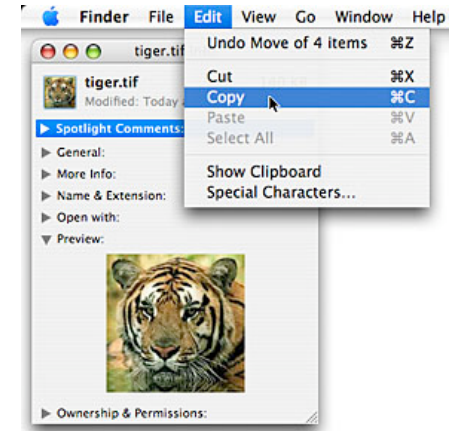 Finder File Edit View Go Window Help
tiger.tif
Undo Move of 4 items ⌘Z
Cut ⌘X
Copy ⌘C
Paste ⌘V
Select All ⌘A
Show Clipboard
Special Characters...
tiger.tif
Modified: Today
Spotlight Comments:
General:
More Info:
Name & Extension:
Open with:
Preview:
Ownership & Permissions: